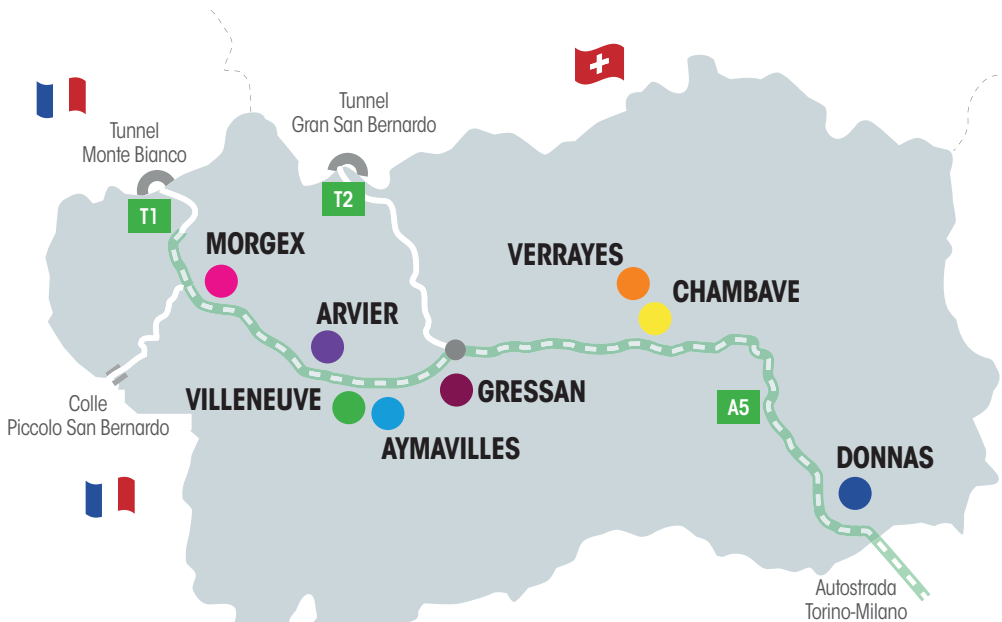 Tunnel
Gran San Bernardo
Tunnel
Monte Bianco
T1
T2
MORGEX
VERRAYES
CHAMBAVE
ARVIER
VILLENEUVE
GRESSAN
AYMAVILLES
Colle
Piccolo San Bernardo
A5
DONNAS
Autostrada
Torino-Milano